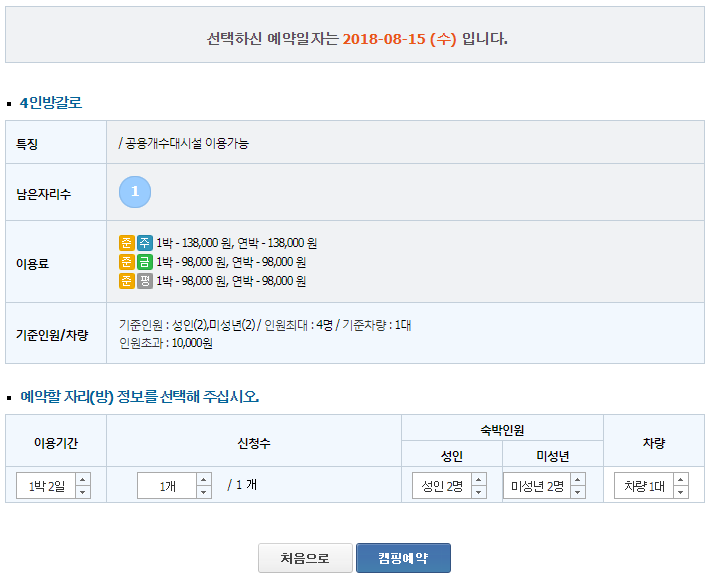 선택하신 예약일자는 2018-08-15 (수) 입니다.
4인방갈로
특징
/ 공용개수대시설 이용가능
남은자리수
1
이용료
준 주 1박 - 138,000 원, 연박 - 138,000 원
준 금 1박 - 98,000 원, 연박 - 98,000 원
준 평 1박 - 98,000 원, 연박 - 98,000 원
기준인원/차량
기준인원 : 성인(2),미성년(2) / 인원최대 : 4명 / 기준차량 : 1대
인원초과 : 10,000원
예약할 자리(방) 정보를 선택해 주십시오.
이용기간 신청수 숙박인원 차량
성인 미성년
1박 2일 1개 / 1 개 성인 2명 미성년 2명 차량 1대
처음으로 캠핑예약